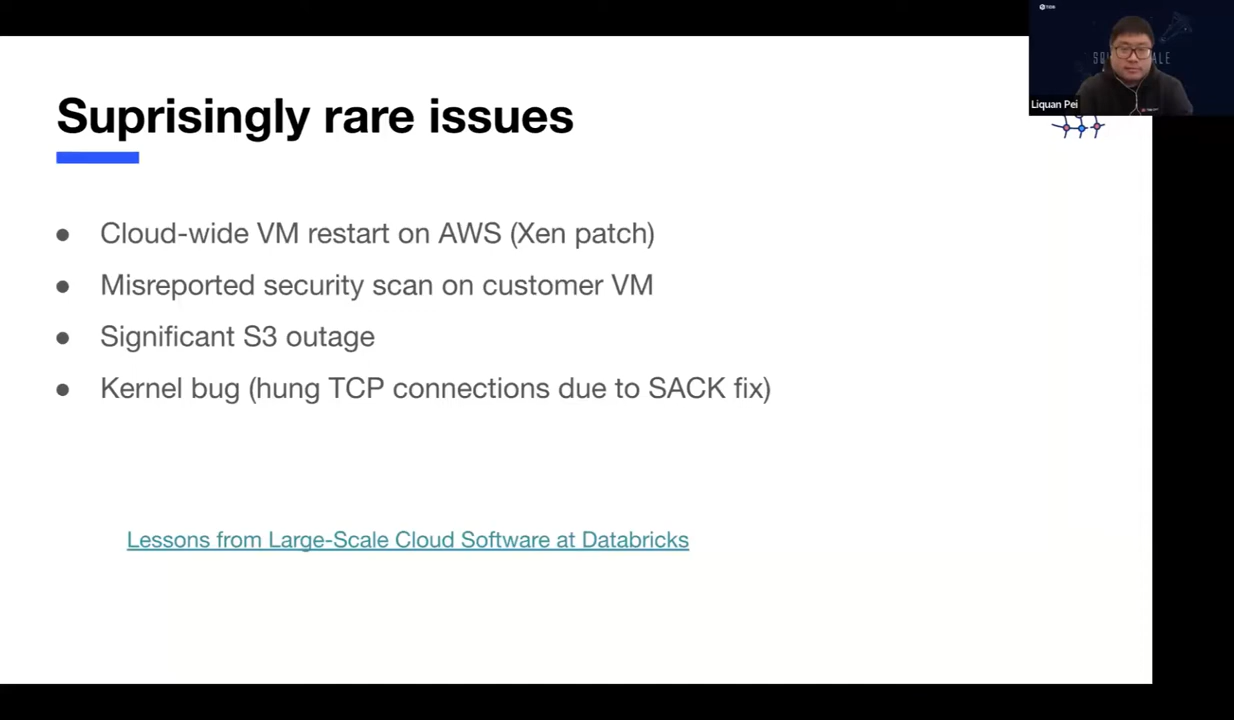 Suprisingly rare issues
● Cloud-wide VM restart on AWS (Xen patch)
● Misreported security scan on customer VM
● Significant S3 outage
● Kernel bug (hung TCP connections due to SACK fix)
Lessons from Large-Scale Cloud Software at Databricks
Liquan Pei